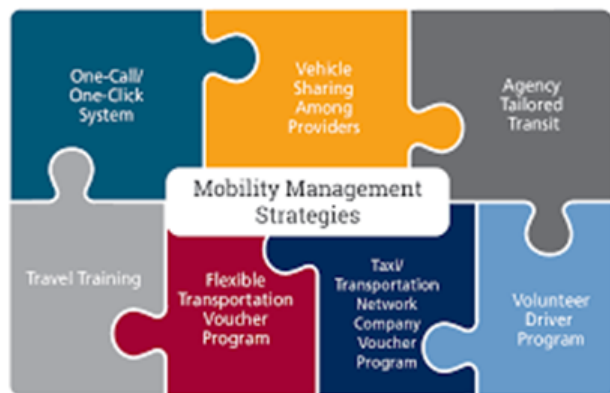 One-Call/
One-Click
System
Vehicle
Sharing
Among
Providers
Agency
Tailored
Transit
Mobility Management
Strategies
Travel Training
Flexible
Transportation
Voucher
Program
Taxi/
Transportation
Network
Company
Voucher
Program
Volunteer
Driver
Program